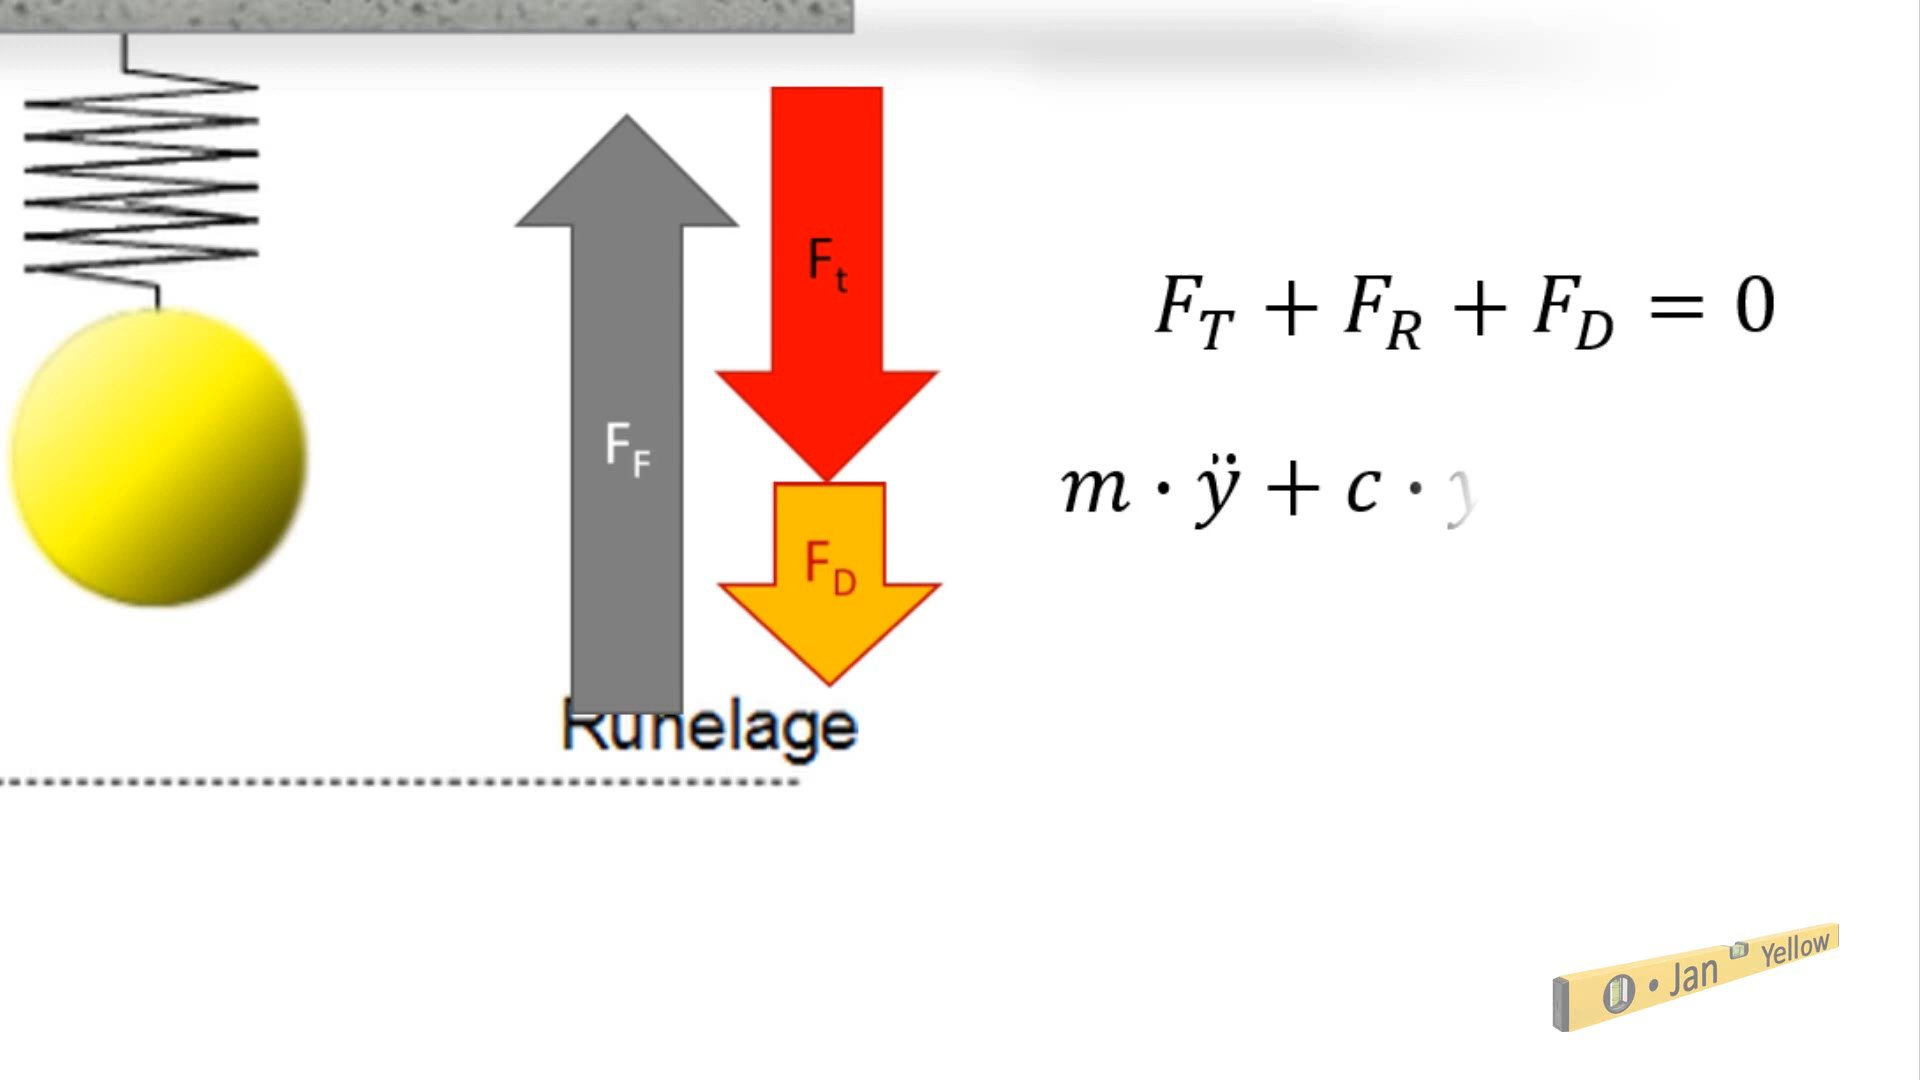 F_t
F_F
F_D
Ruhelage
F_T + F_R + F_D = 0
m · ÿ + c · y
• Jan Yellow